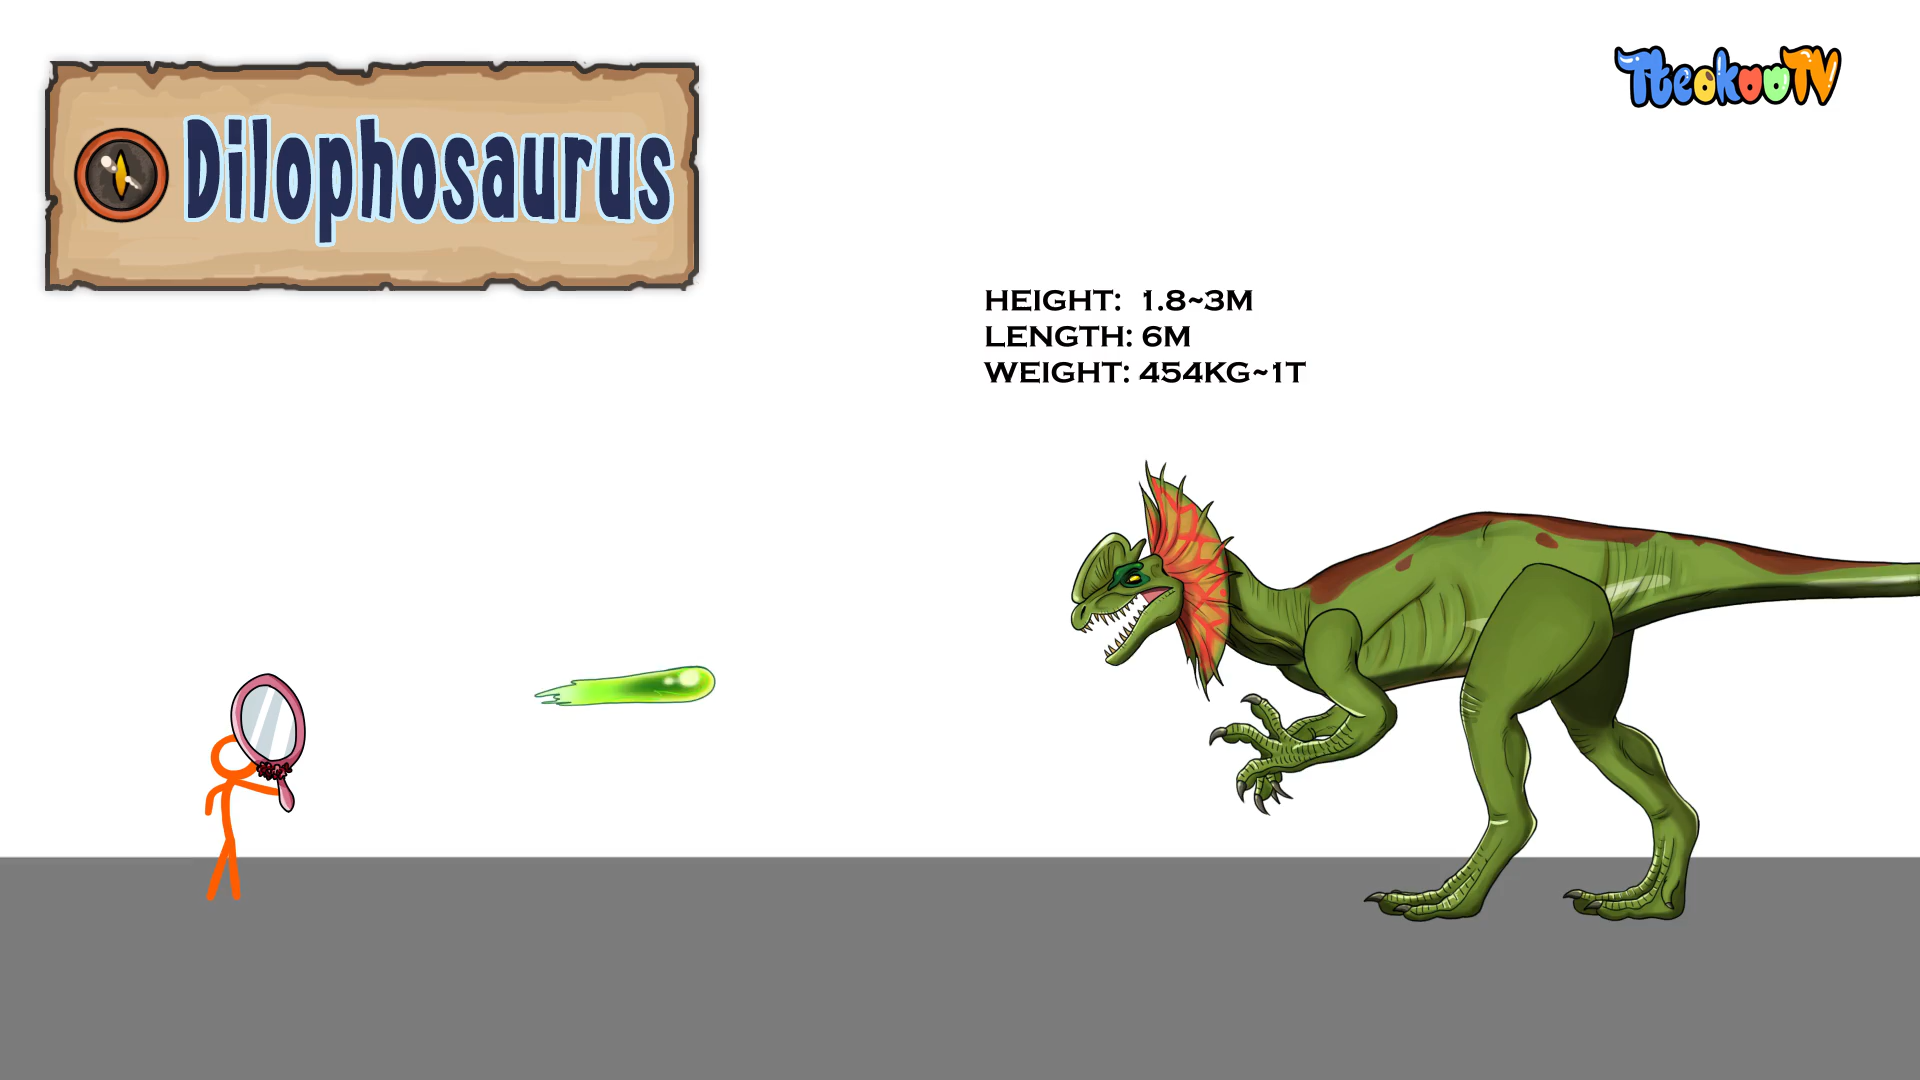 Dilophosaurus
TteokooTV
HEIGHT: 1.8~3M
LENGTH: 6M
WEIGHT: 454KG~1T